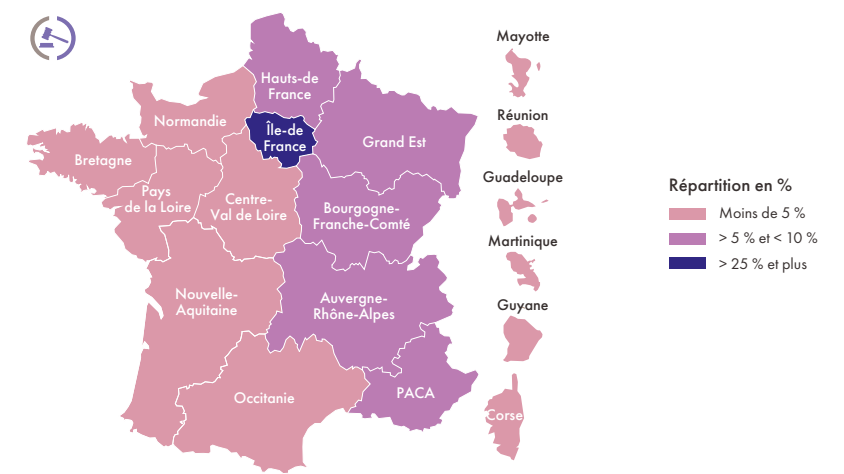 Hauts-de
France
Normandie
Île-de
France
Grand Est
Bretagne
Pays
de la Loire
Centre-
Val de Loire
Bourgogne-
Franche-Comté
Nouvelle-
Aquitaine
Auvergne-
Rhône-Alpes
Occitanie
PACA
Mayotte
Réunion
Guadeloupe
Martinique
Guyane
Corse
Répartition en %
Moins de 5 %
> 5 % et < 10 %
> 25 % et plus